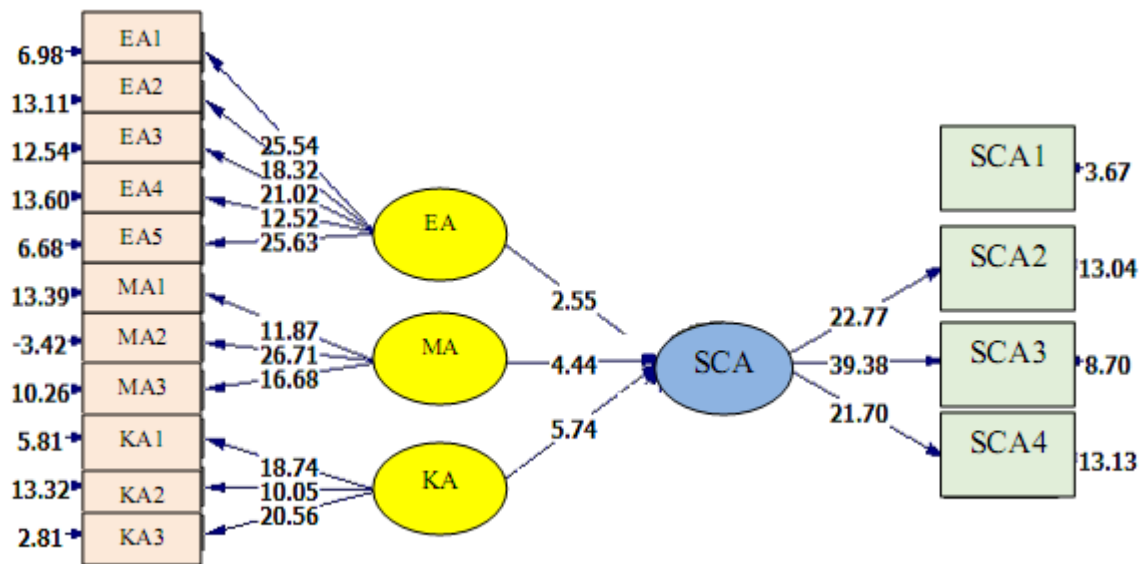 EA1
6.98
EA2
13.11
EA3
12.54
EA4
13.60
EA5
6.68
MA1
13.39
MA2
-3.42
MA3
10.26
KA1
5.81
KA2
13.32
KA3
2.81
25.54
18.32
21.02
12.52
25.63
11.87
26.71
16.68
18.74
10.05
20.56
EA
MA
KA
2.55
4.44
5.74
SCA
22.77
39.38
21.70
SCA1
3.67
SCA2
13.04
SCA3
8.70
SCA4
13.13